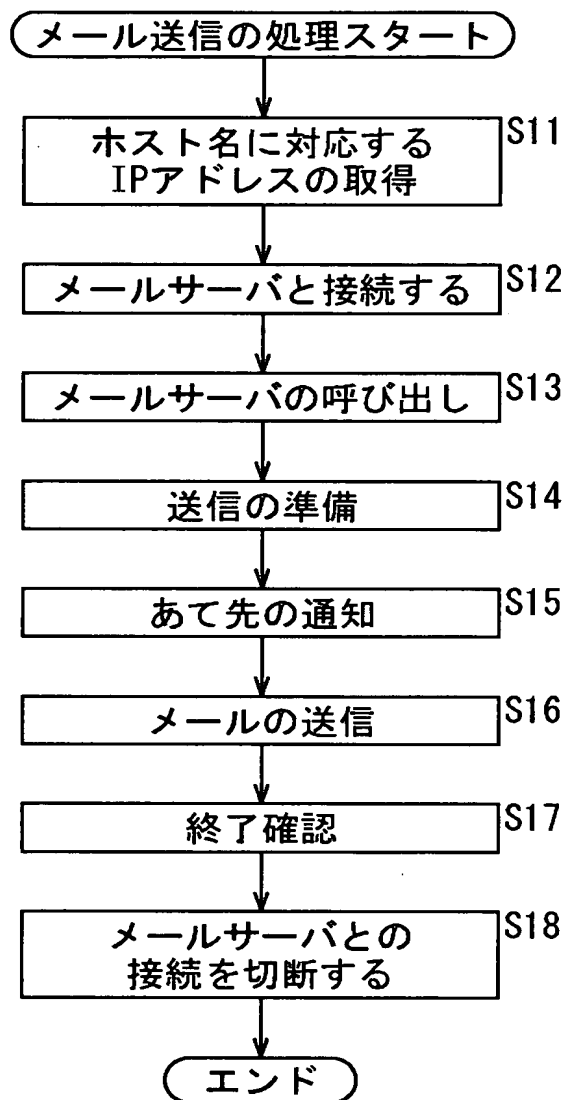 メール送信の処理スタート
S11
ホスト名に対応する
IPアドレスの取得
S12
メールサーバと接続する
S13
メールサーバの呼び出し
S14
送信の準備
S15
あて先の通知
S16
メールの送信
S17
終了確認
S18
メールサーバとの
接続を切断する
エンド